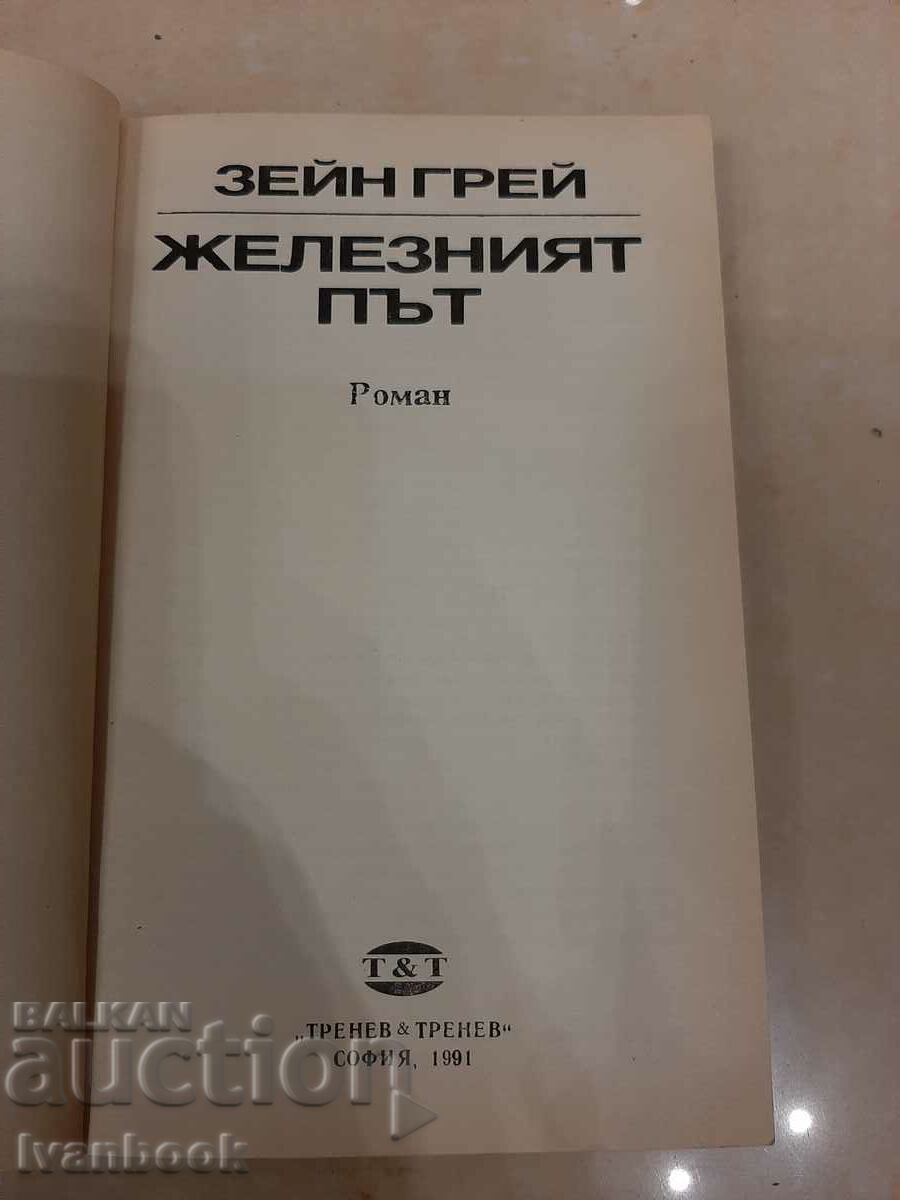 ЗЕЙН ГРЕЙ
ЖЕЛЕЗНИЯТ
ПЪТ
Роман
T & T
„ТРЕНЕВ & ТРЕНЕВ“
СОФИЯ, 1991
BALKAN
auction
Ivanbook